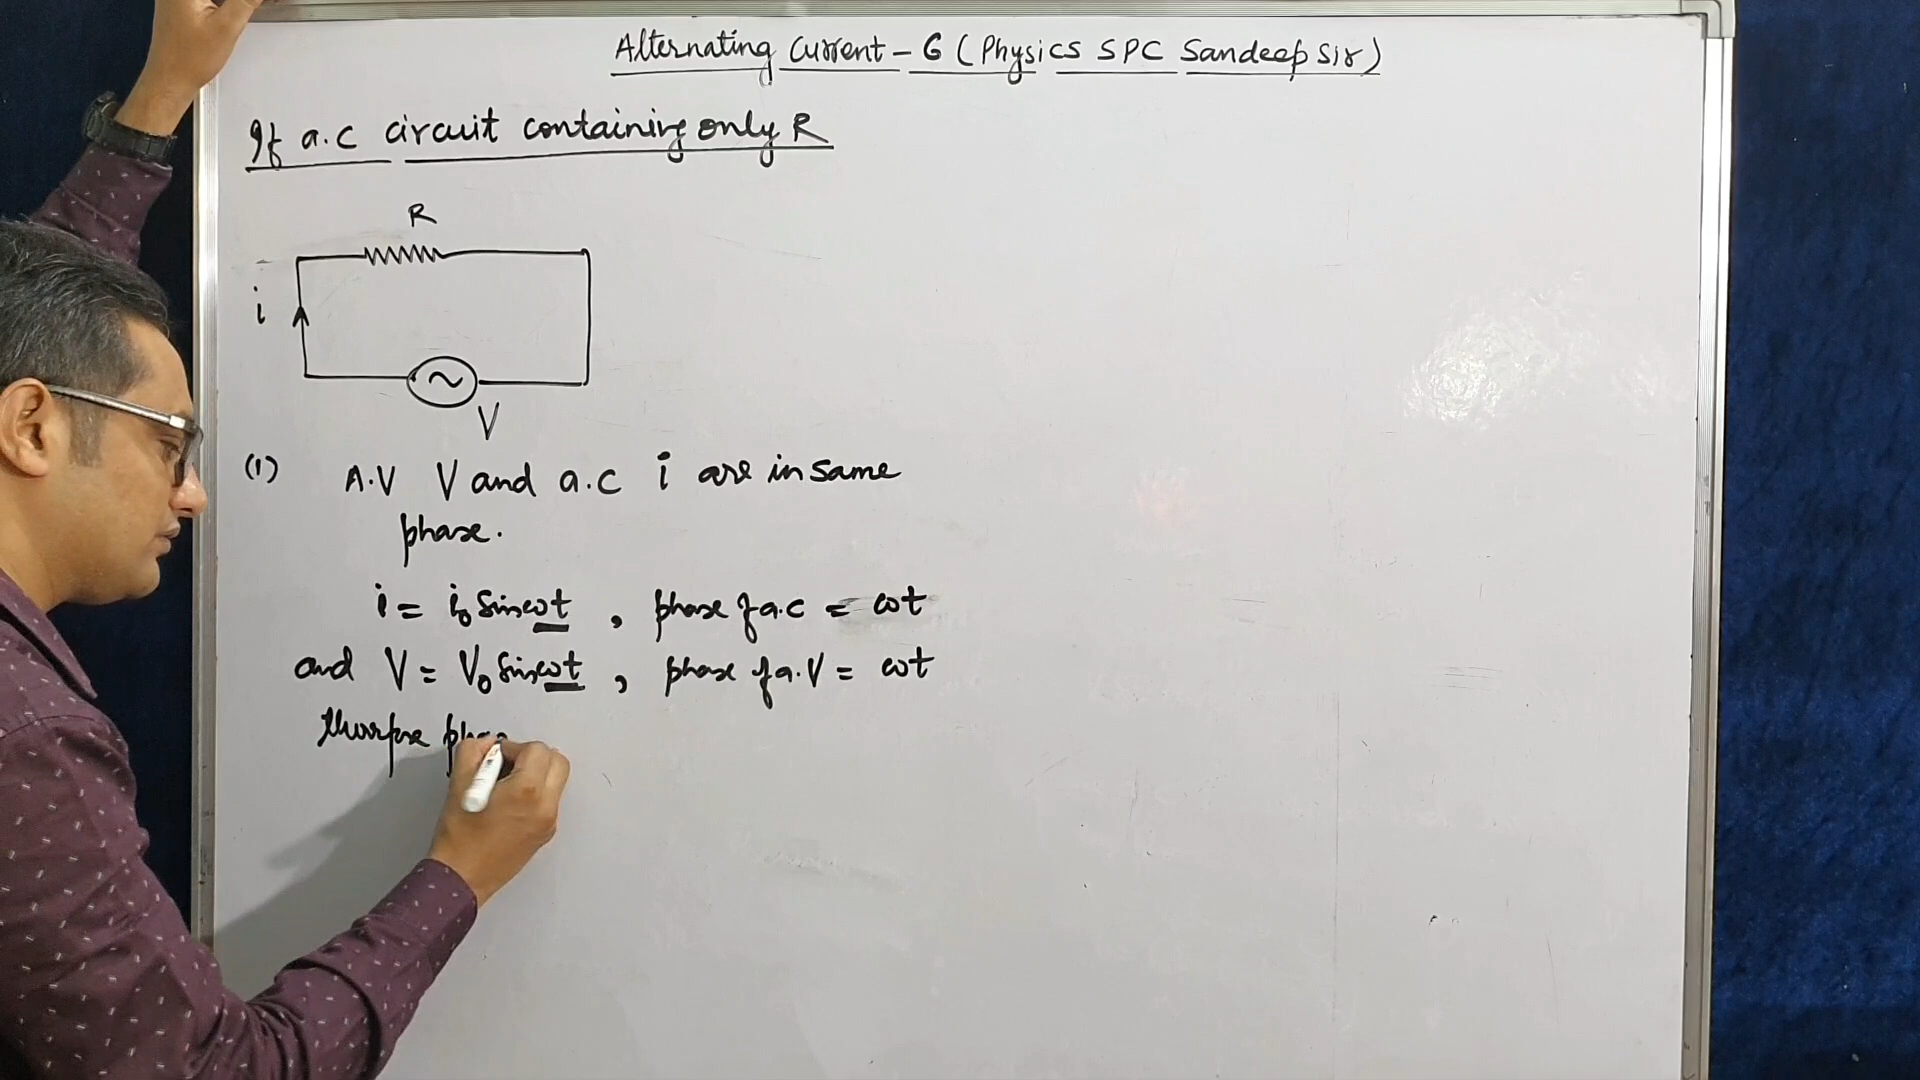 Alternating Current - 6 (Physics SPC Sandeep Sir)
If a.c circuit containing only R
R
i
V
(1) A.V V and a.c i are in same
phase.
i = i₀ Sinωt , phase of a.c = ωt
and V = V₀ Sinωt , phase of a.V = ωt
therefore phas